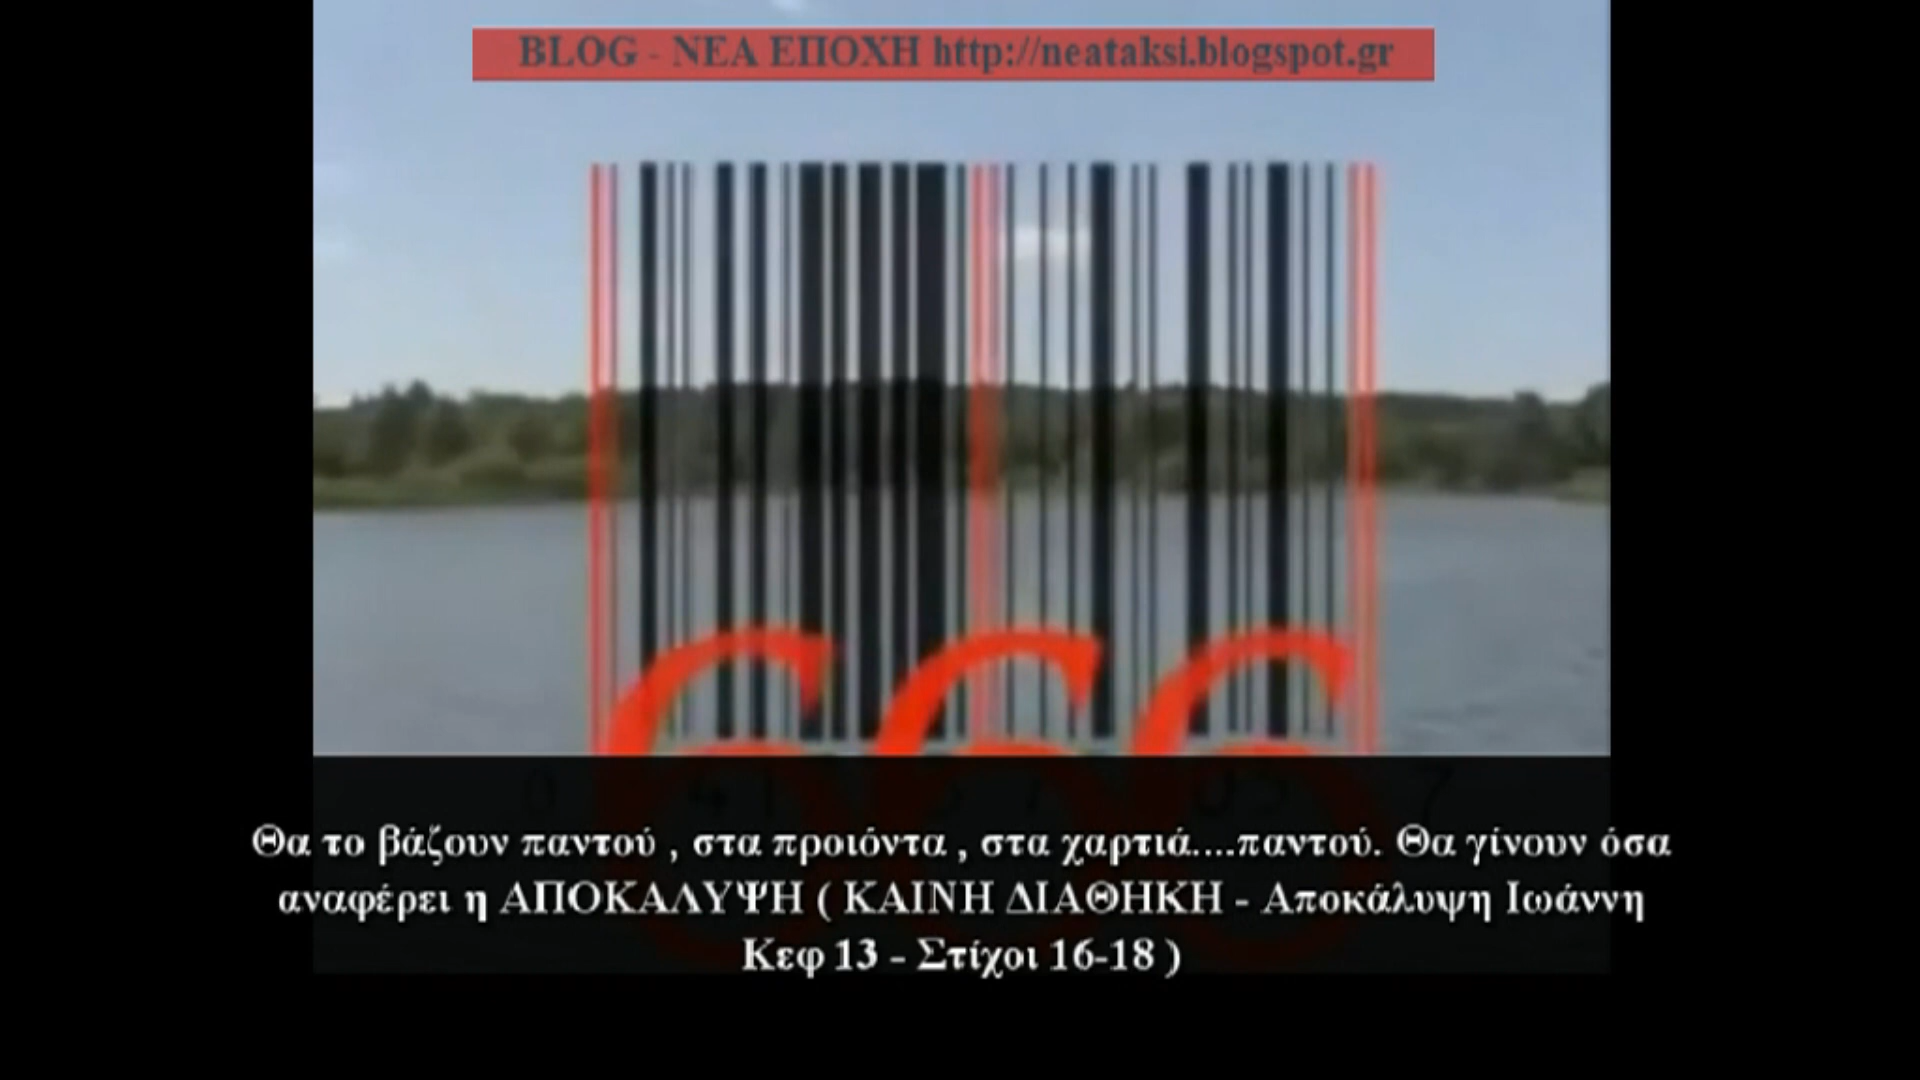 BLOG - ΝΕΑ ΕΠΟΧΗ http://neataksi.blogspot.gr
666
Θα το βάζουν παντού , στα προιόντα , στα χαρτιά....παντού. Θα γίνουν όσα
αναφέρει η ΑΠΟΚΑΛΥΨΗ ( ΚΑΙΝΗ ΔΙΑΘΗΚΗ - Αποκάλυψη Ιωάννη
Κεφ 13 - Στίχοι 16-18 )